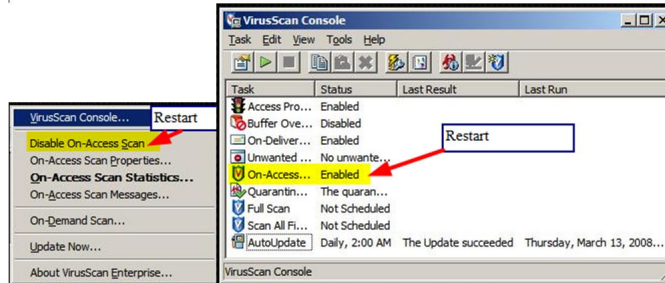 VirusScan Console...
Restart
Disable On-Access Scan
On-Access Scan Properties...
On-Access Scan Statistics...
On-Access Scan Messages...
On-Demand Scan...
Update Now...
About VirusScan Enterprise...
VirusScan Console
Task Edit View Tools Help
Task Status Last Result Last Run
Access Pro... Enabled
Buffer Ove... Disabled
On-Deliver... Enabled
Restart
Unwanted ... No unwante...
On-Access... Enabled
Quarantin... The quaran...
Full Scan Not Scheduled
Scan All Fi... Not Scheduled
AutoUpdate Daily, 2:00 AM The Update succeeded Thursday, March 13, 2008...
VirusScan Console